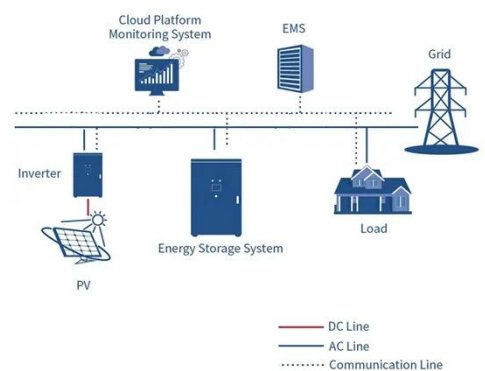 Cloud Platform
Monitoring System
EMS
Grid
Inverter
Energy Storage System
Load
PV
DC Line
AC Line
Communication Line